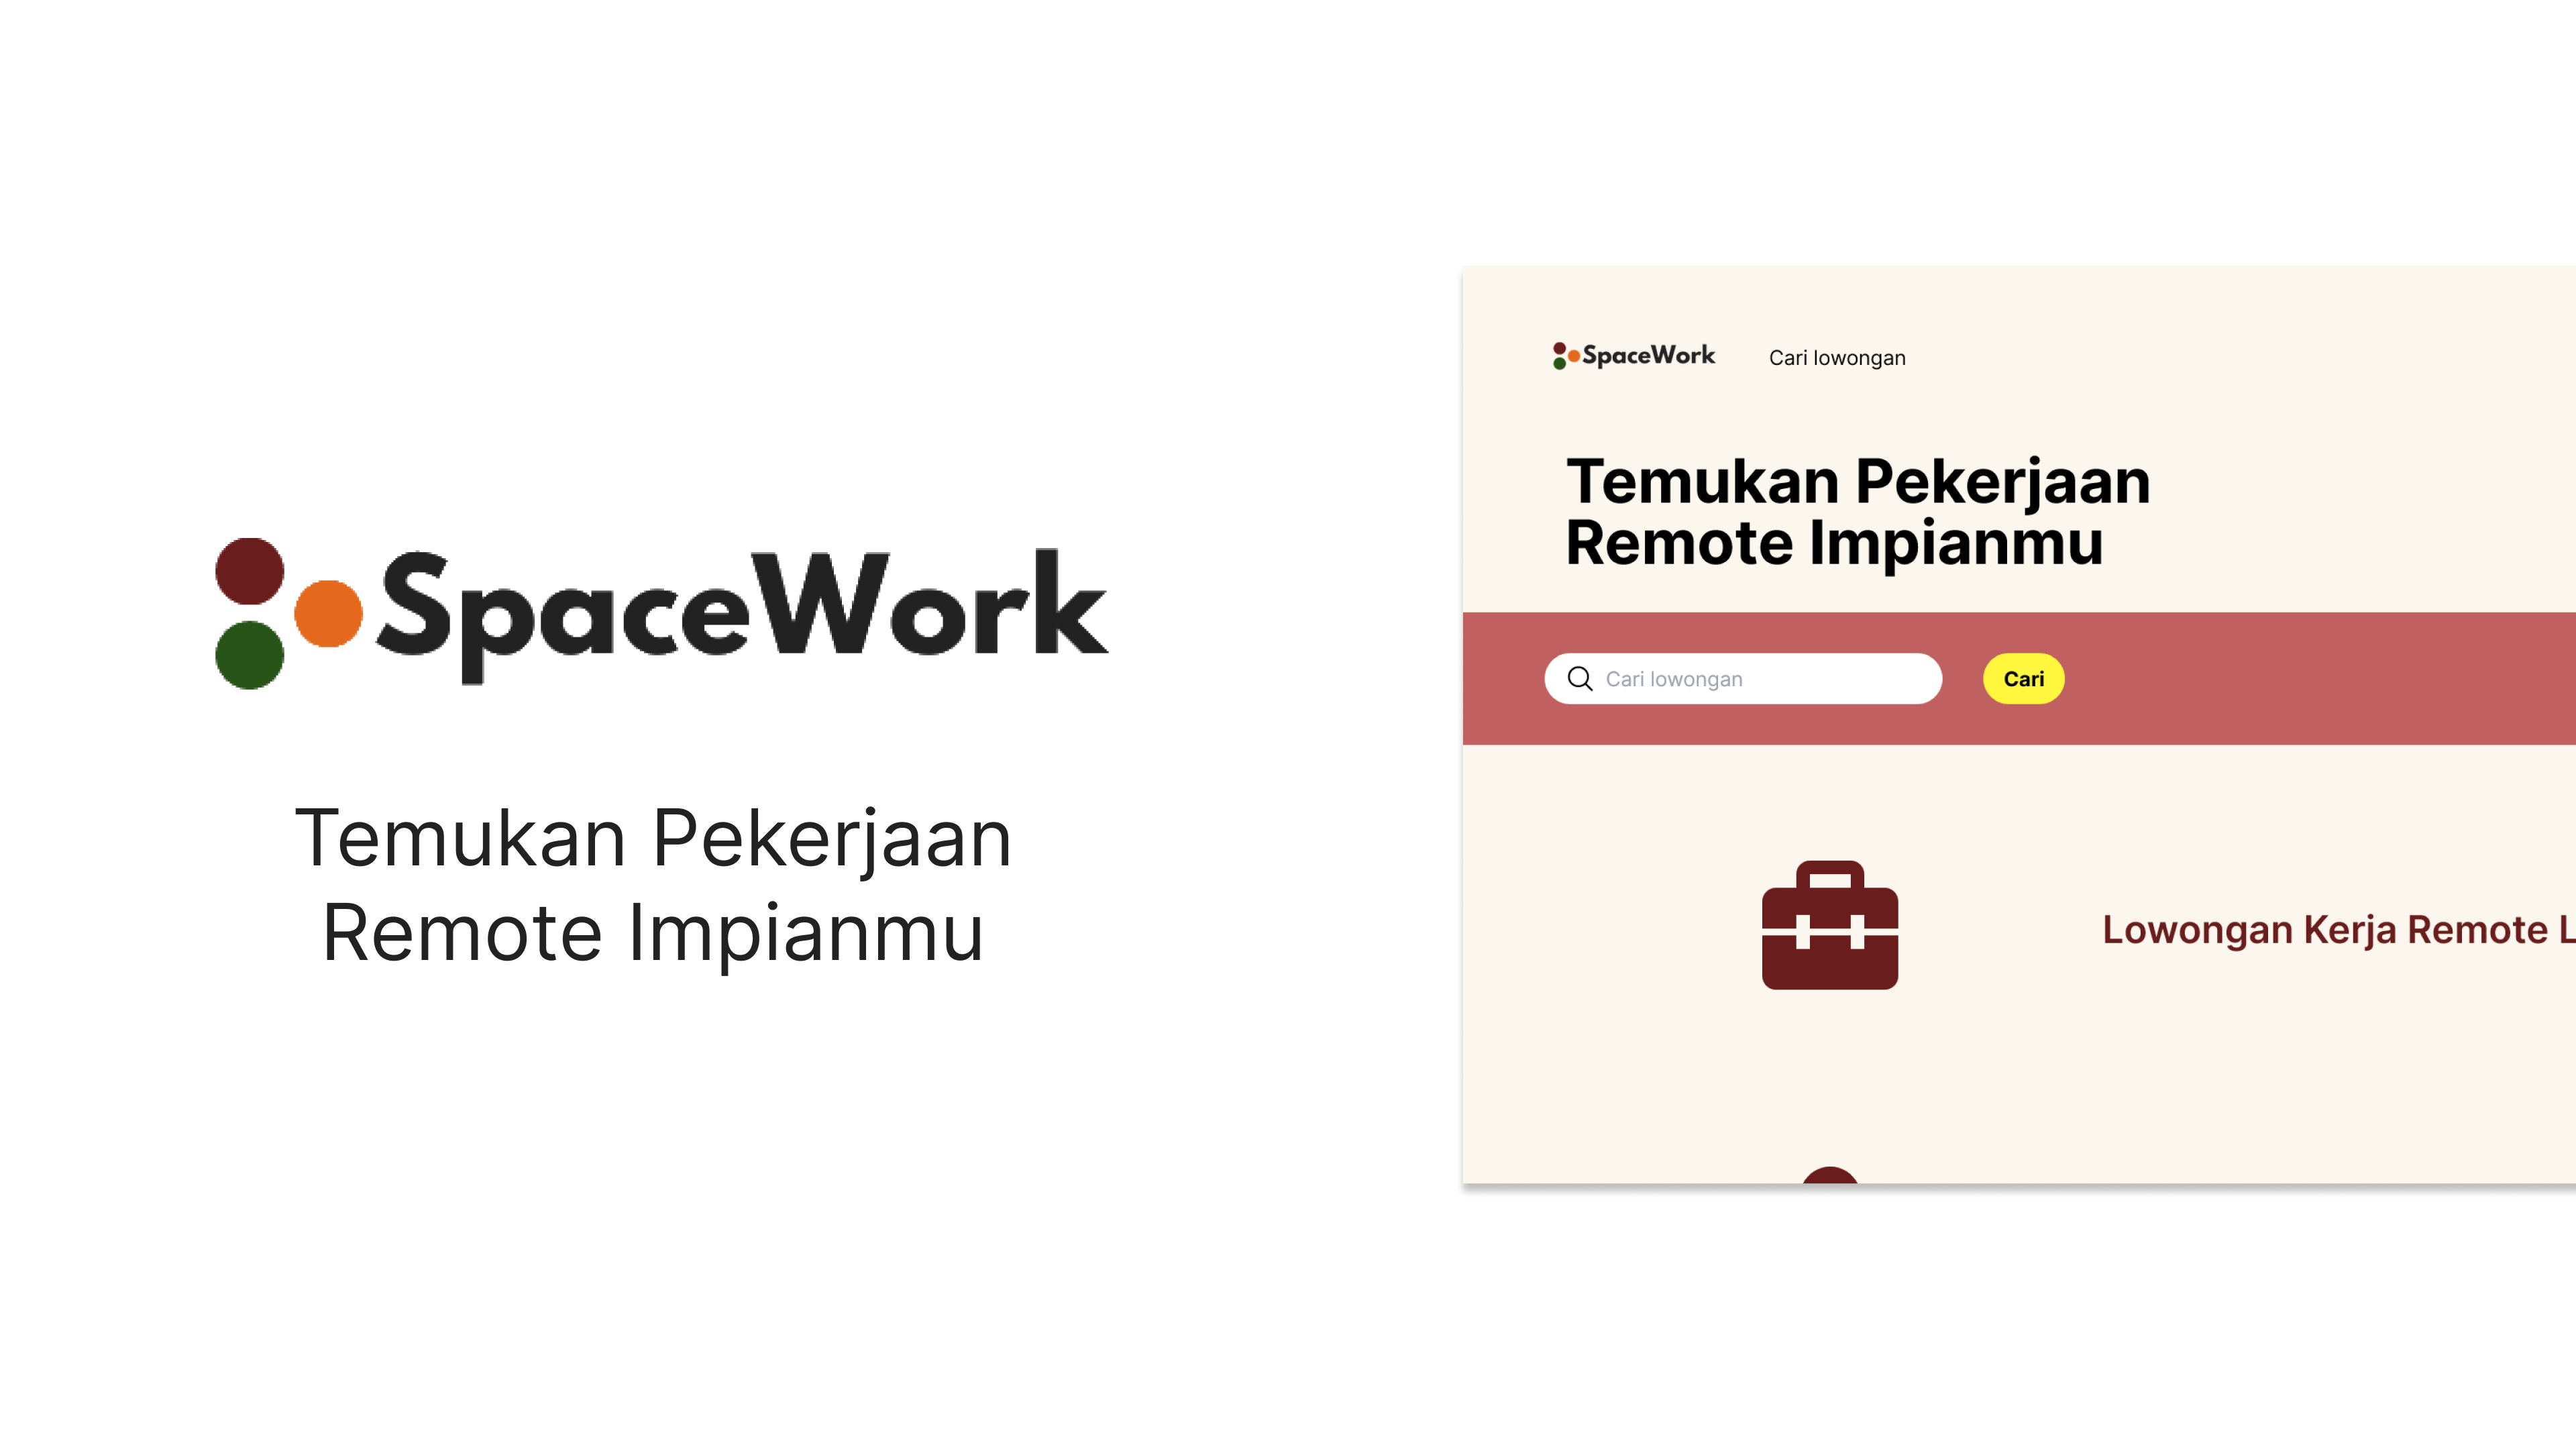 SpaceWork
Temukan Pekerjaan
Remote Impianmu
SpaceWork
Cari lowongan
Temukan Pekerjaan
Remote Impianmu
Cari lowongan
Cari
Lowongan Kerja Remote